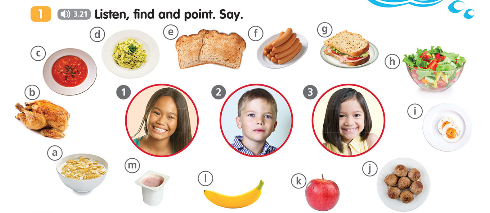 1 3.21 Listen, find and point. Say.
d e f g
c h
b 1 2 3 i
a m l k j